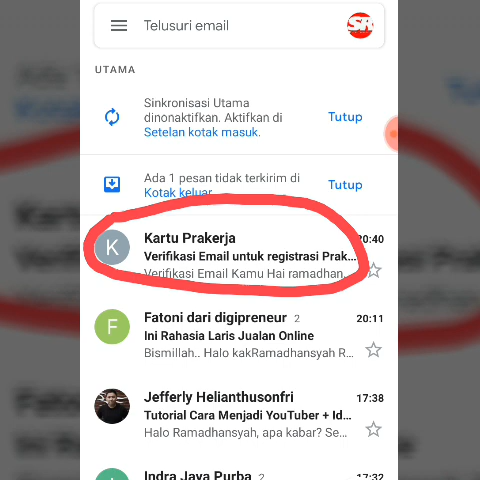 Telusuri email
SR
UTAMA
Sinkronisasi Utama
dinonaktifkan. Aktifkan di
Setelan kotak masuk.
Tutup
Ada 1 pesan tidak terkirim di
Kotak keluar
Tutup
K
Kartu Prakerja
20:40
Verifikasi Email untuk registrasi Prak...
Verifikasi Email Kamu Hai ramadhan,
F
Fatoni dari digipreneur 2
20:11
Ini Rahasia Laris Jualan Online
Bismillah.. Halo kakRamadhansyah R...
Jefferly Helianthusonfri
17:38
Tutorial Cara Menjadi YouTuber + Id...
Halo Ramadhansyah, apa kabar? Se...
Indra Jaya Purba 2
17:32